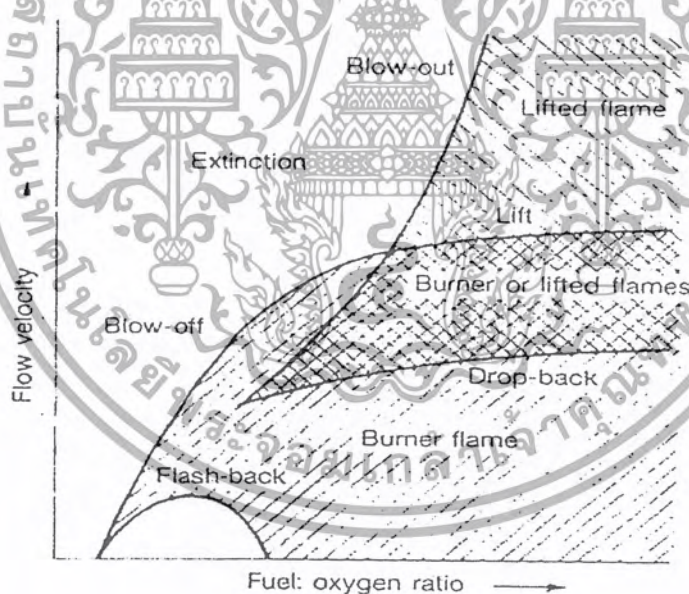 Blow-out
Lifted flame
Extinction
Lift
Burner or lifted flames
Blow-off
Drop-back
Burner flame
Flash-back
Flow velocity
Fuel: oxygen ratio